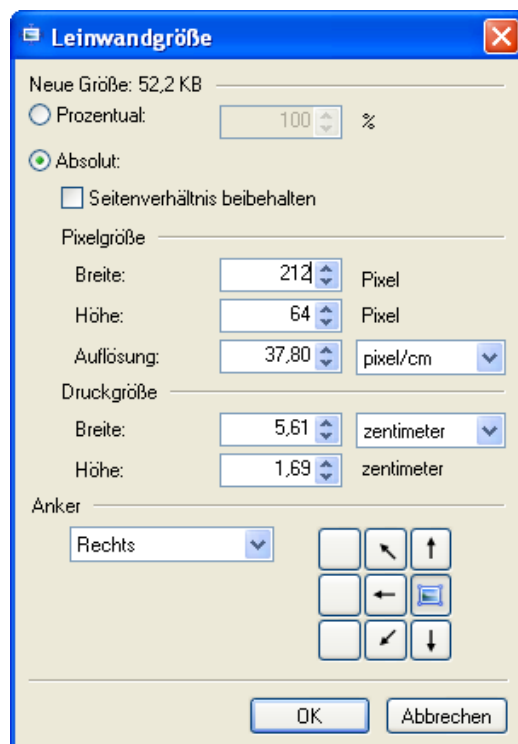 Leinwandgröße
Neue Größe: 52,2 KB
Prozentual: 100 %
Absolut:
Seitenverhältnis beibehalten
Pixelgröße
Breite: 212 Pixel
Höhe: 64 Pixel
Auflösung: 37,80 pixel/cm
Druckgröße
Breite: 5,61 zentimeter
Höhe: 1,69 zentimeter
Anker
Rechts
OK Abbrechen